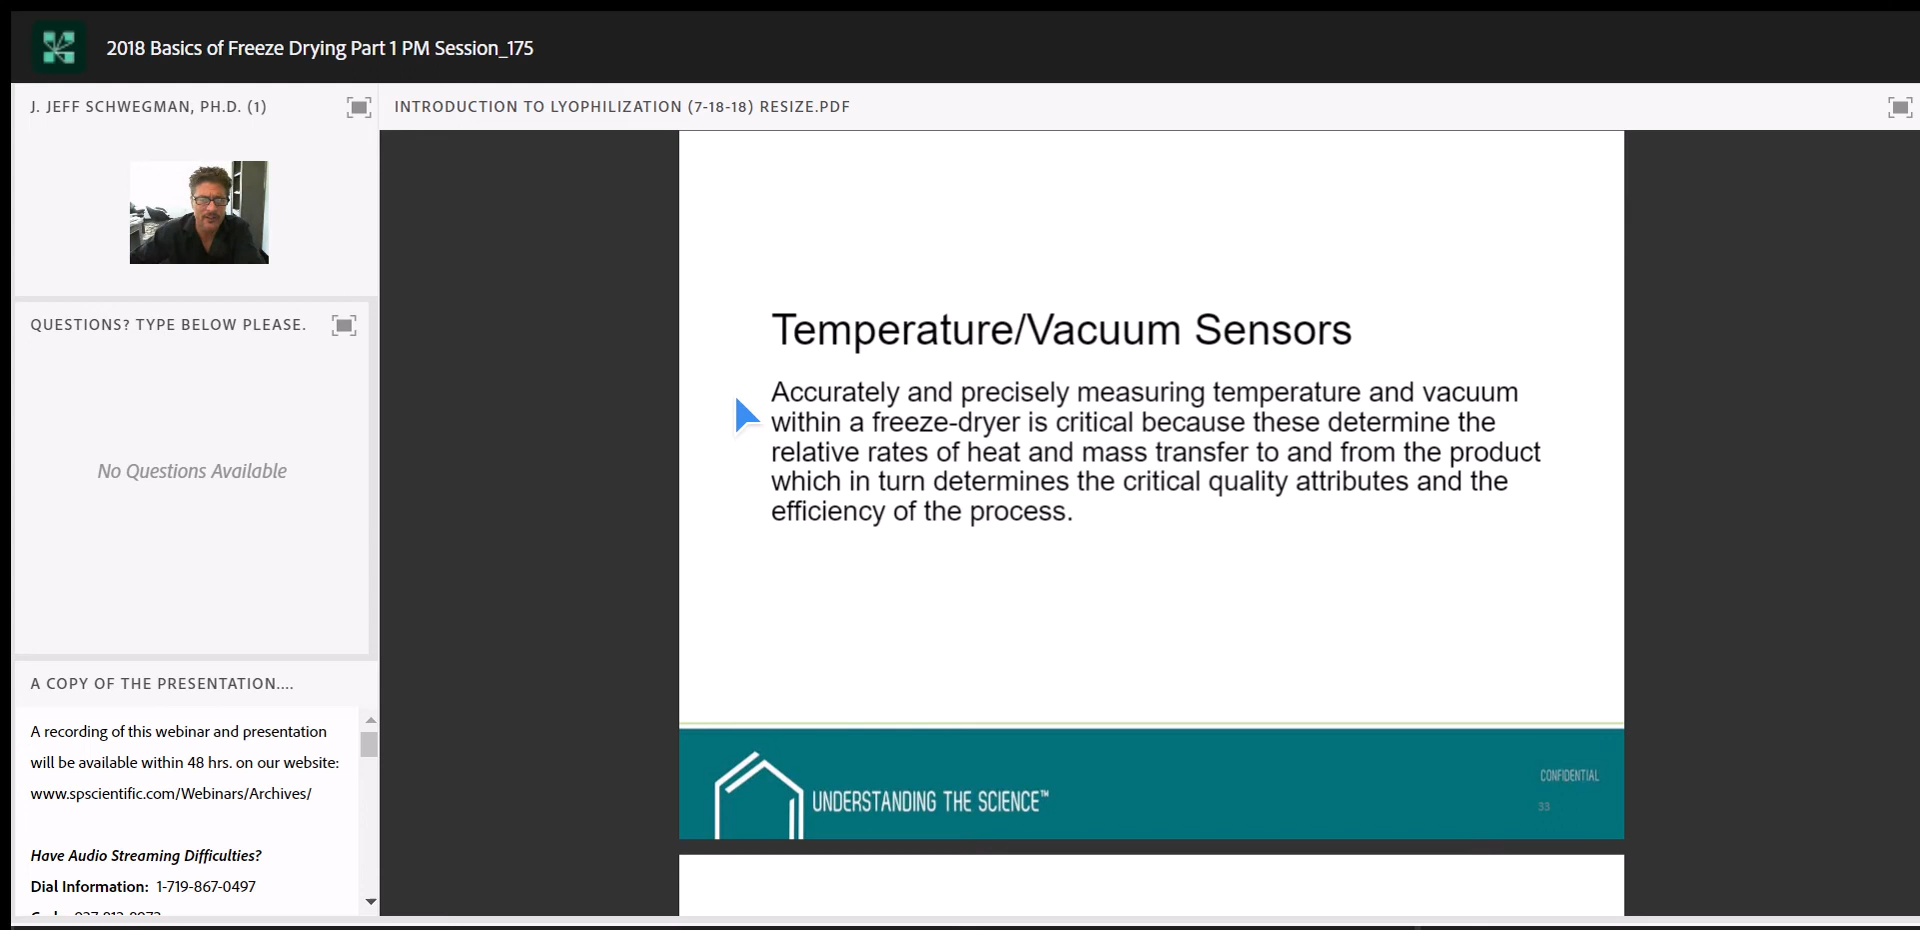 2018 Basics of Freeze Drying Part 1 PM Session_175
J. JEFF SCHWEGMAN, PH.D. (1)
INTRODUCTION TO LYOPHILIZATION (7-18-18) RESIZE.PDF
QUESTIONS? TYPE BELOW PLEASE.
No Questions Available
A COPY OF THE PRESENTATION....
A recording of this webinar and presentation
will be available within 48 hrs. on our website:
www.spscientific.com/Webinars/Archives/
Have Audio Streaming Difficulties?
Dial Information: 1-719-867-0497
Temperature/Vacuum Sensors
Accurately and precisely measuring temperature and vacuum
within a freeze-dryer is critical because these determine the
relative rates of heat and mass transfer to and from the product
which in turn determines the critical quality attributes and the
efficiency of the process.
UNDERSTANDING THE SCIENCE™
CONFIDENTIAL
33